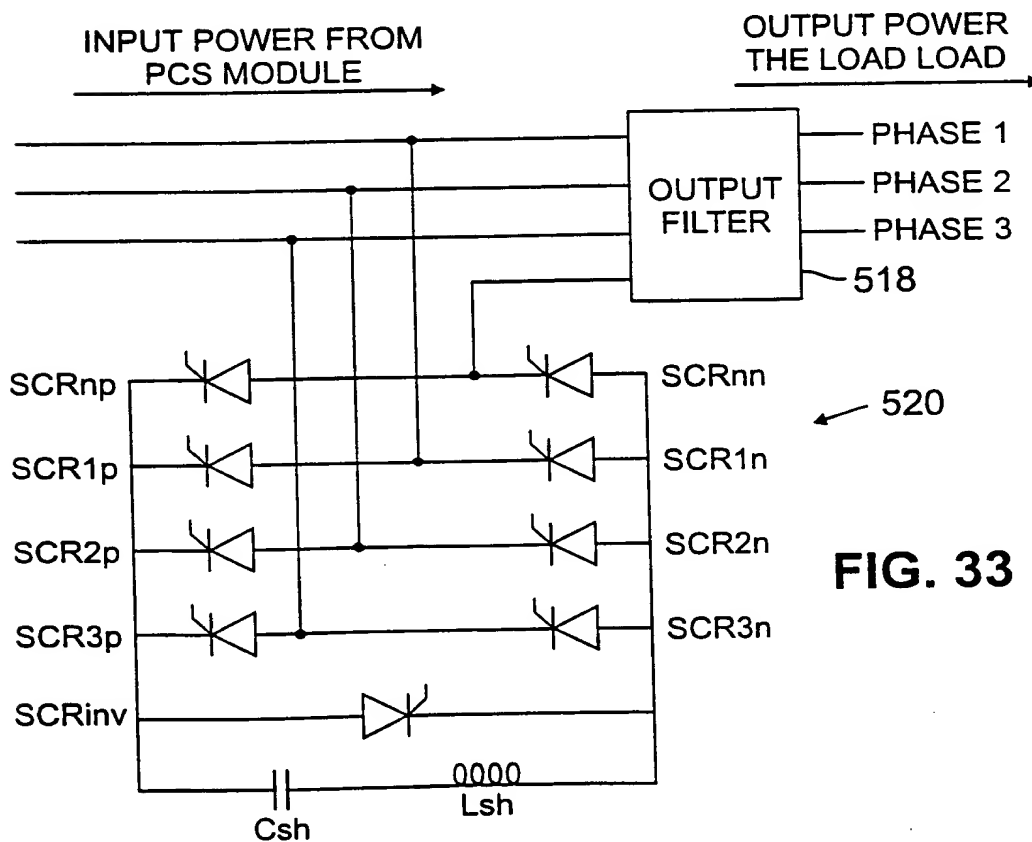 INPUT POWER FROM
PCS MODULE
OUTPUT POWER
THE LOAD LOAD
OUTPUT
FILTER
PHASE 1
PHASE 2
PHASE 3
518
SCRnp
SCRnn
520
SCR1p
SCR1n
SCR2p
SCR2n
FIG. 33
SCR3p
SCR3n
SCRinv
Csh
Lsh